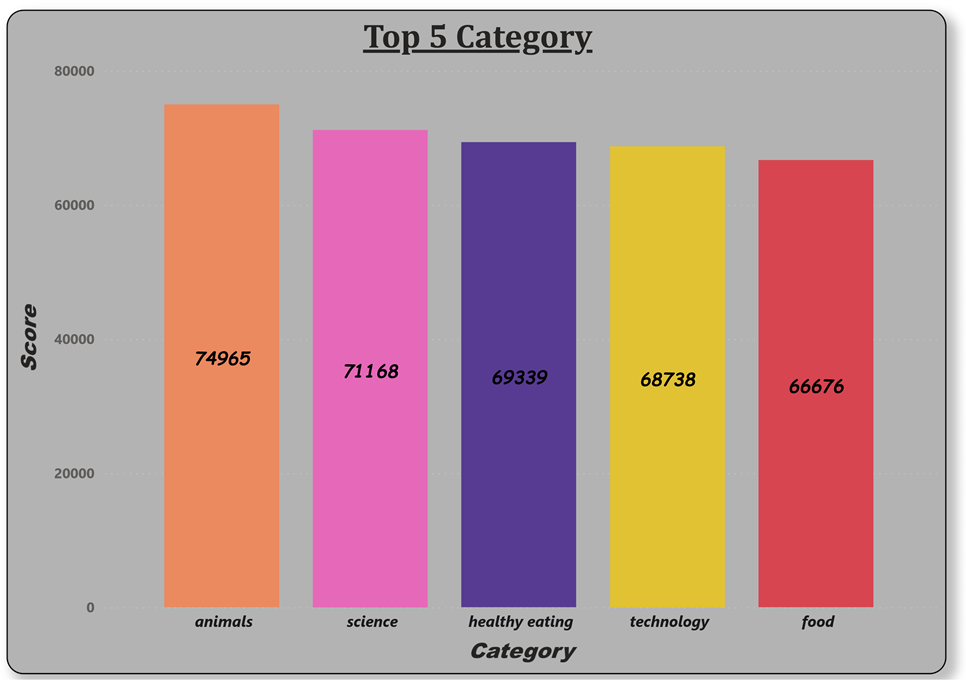 Top 5 Category
80000
60000
40000
20000
0
Score
74965
71168
69339
68738
66676
animals
science
healthy eating
technology
food
Category